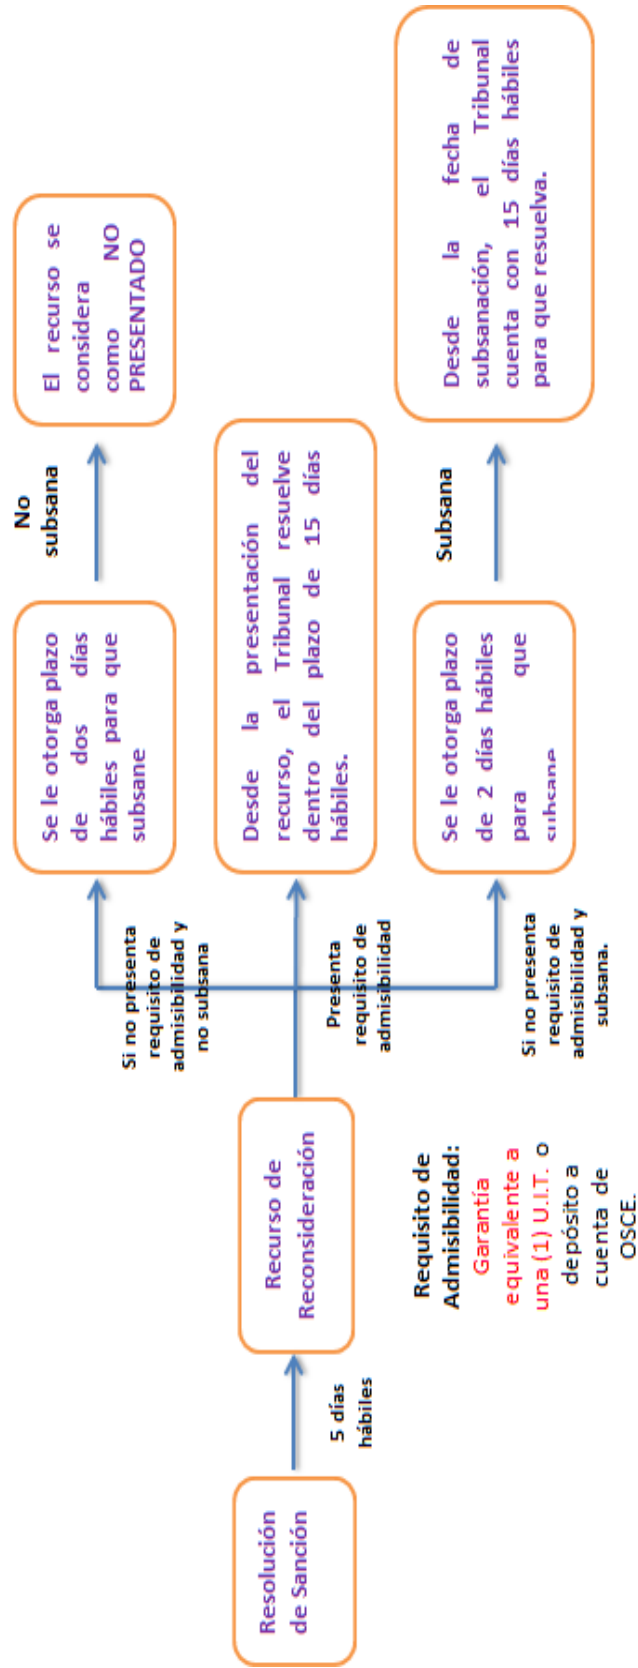 Resolución
de Sanción
5 días
hábiles
Recurso de
Reconsideración
Requisito de
Admisibilidad:
Garantía
equivalente a
una (1) U.I.T. o
depósito a
cuenta de
OSCE.
Si no presenta
requisito de
admisibilidad y
no subsana
Se le otorga plazo
de dos días
hábiles para que
subsane
No
subsana
El recurso se
considera
como NO
PRESENTADO
Presenta
requisito de
admisibilidad
Desde la presentación del
recurso, el Tribunal resuelve
dentro del plazo de 15 días
hábiles.
Si no presenta
requisito de
admisibilidad y
subsana.
Se le otorga plazo
de 2 días hábiles
para que
subsane
Subsana
Desde la fecha de
subsanación, el Tribunal
cuenta con 15 días hábiles
para que resuelva.